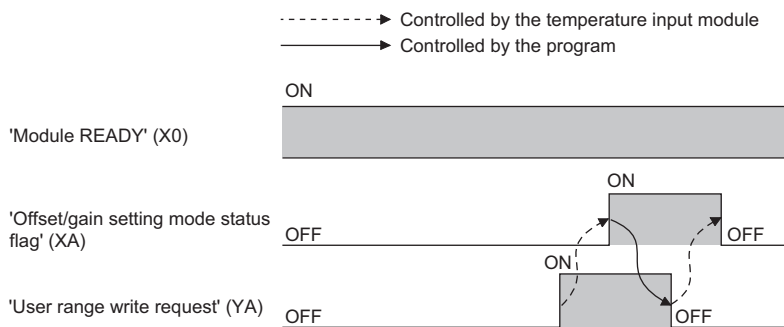 Controlled by the temperature input module
Controlled by the program
ON
'Module READY' (X0)
ON
'Offset/gain setting mode status
flag' (XA)
OFF
OFF
ON
'User range write request' (YA)
OFF
OFF